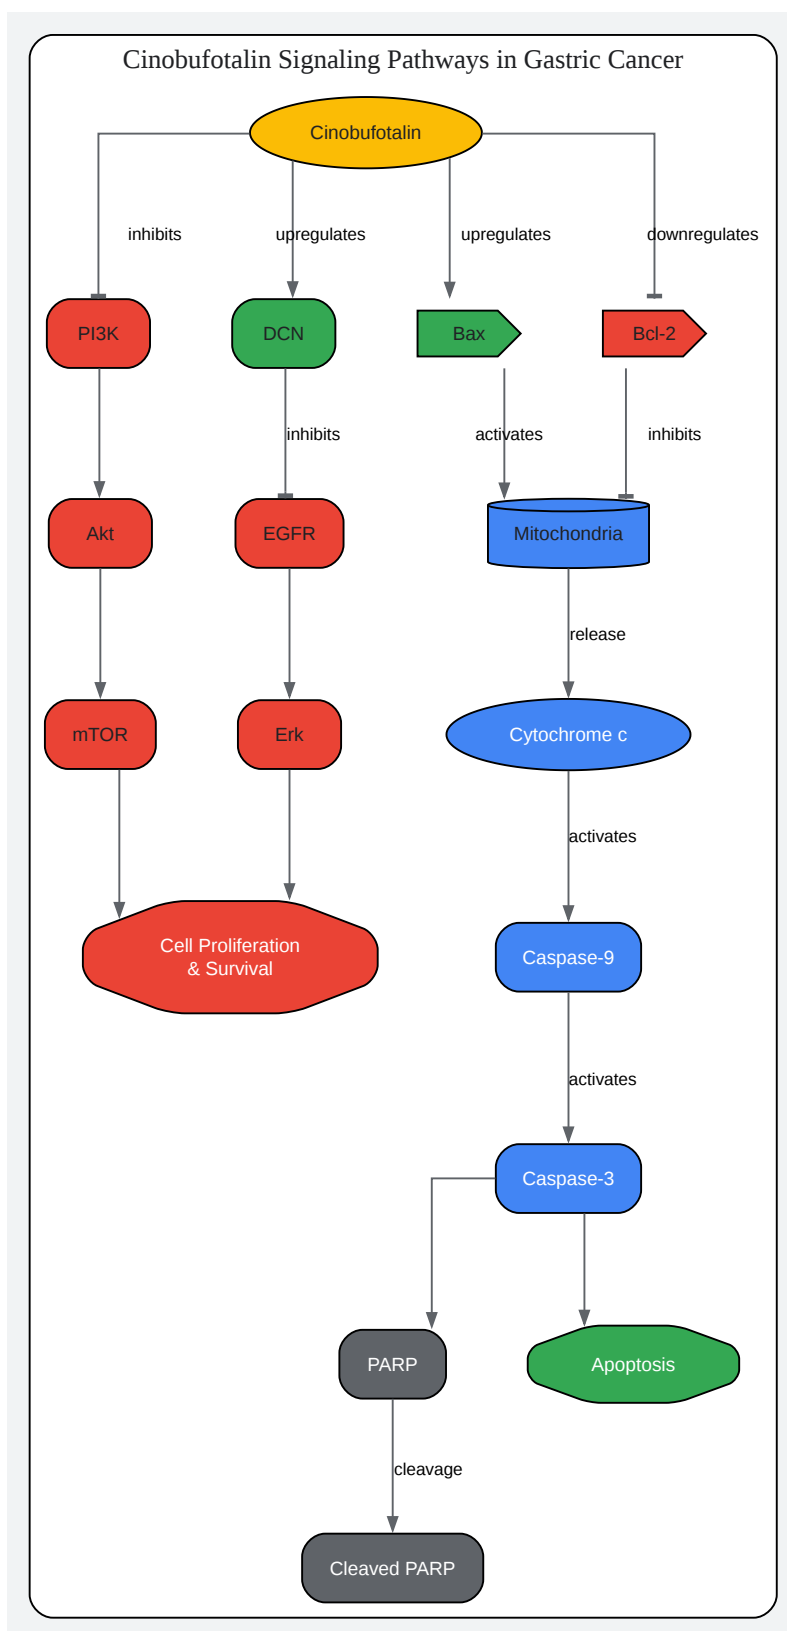 Cinobufotalin Signaling Pathways in Gastric Cancer
Cinobufotalin
inhibits
upregulates
upregulates
downregulates
PI3K
DCN
Bax
Bcl-2
inhibits
activates
inhibits
Akt
EGFR
Mitochondria
release
mTOR
Erk
Cytochrome c
activates
Cell Proliferation
& Survival
Caspase-9
activates
Caspase-3
PARP
Apoptosis
cleavage
Cleaved PARP